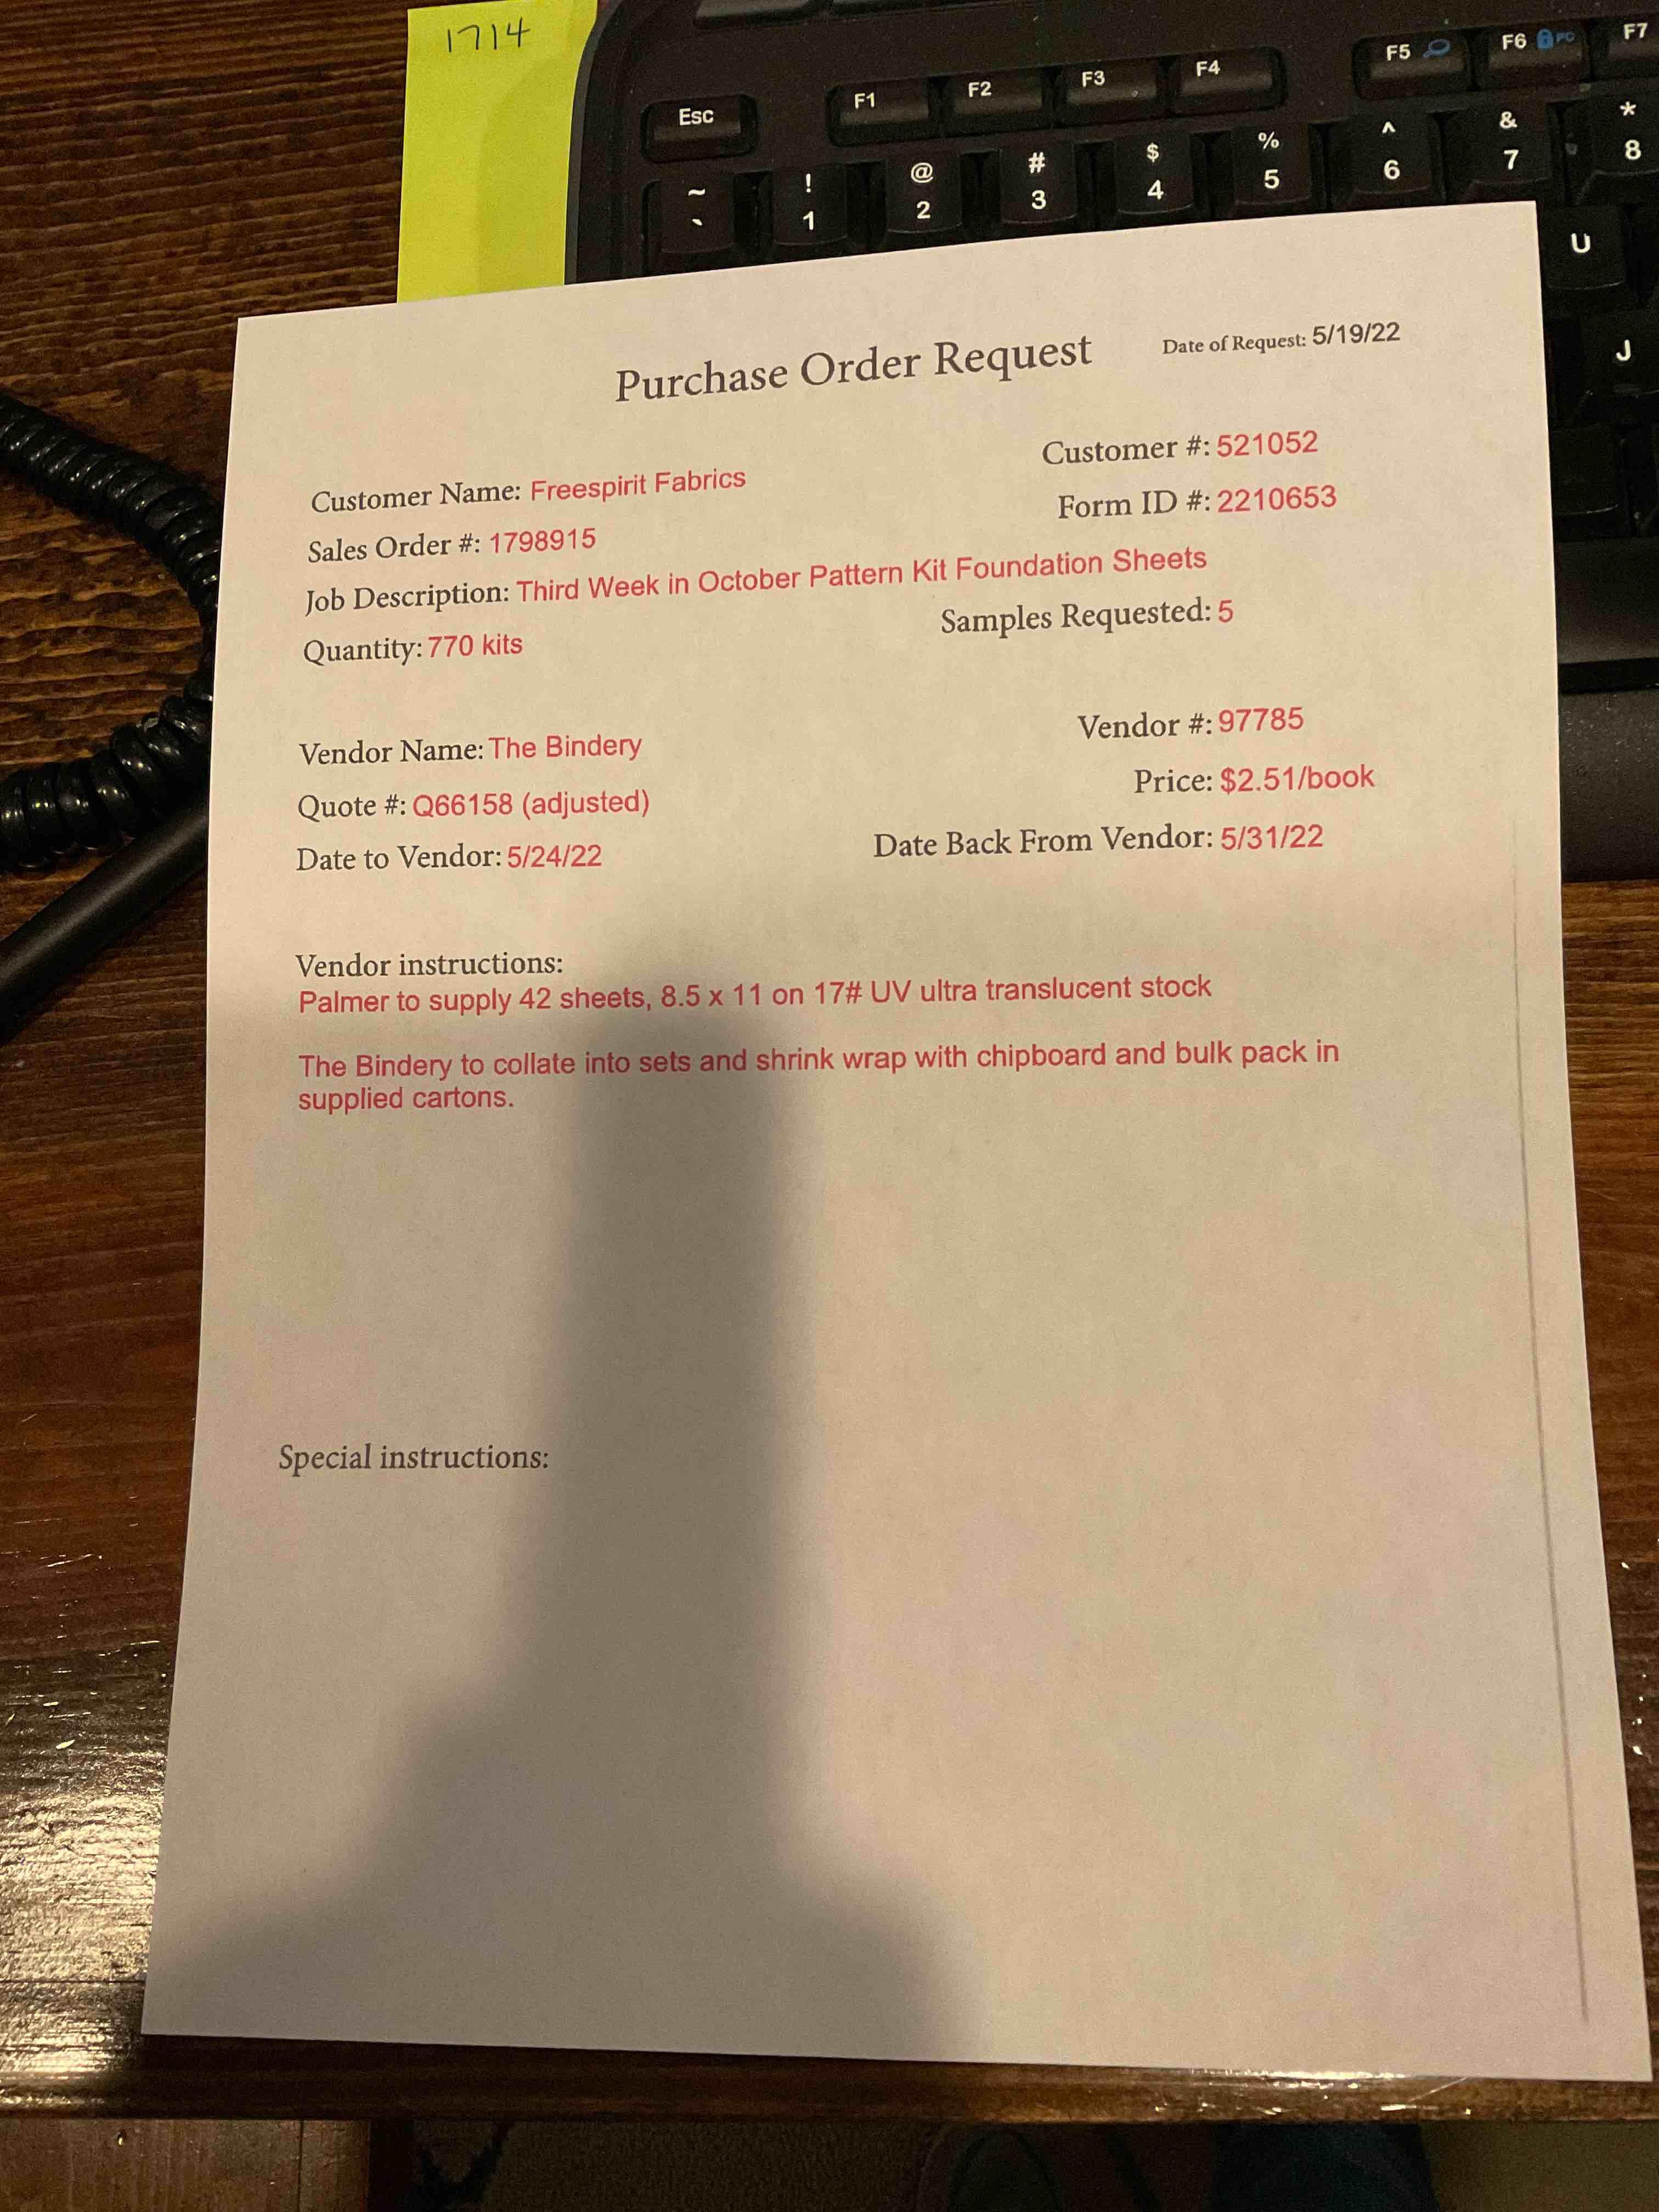 1714
Esc F1 F2 F3 F4 F5 F6 PC F7
~ ! @ # $ % ^ & *
` 1 2 3 4 5 6 7 8
U
J
Purchase Order Request
Date of Request: 5/19/22
Customer Name: Freespirit Fabrics
Customer #: 521052
Sales Order #: 1798915
Form ID #: 2210653
Job Description: Third Week in October Pattern Kit Foundation Sheets
Quantity: 770 kits
Samples Requested: 5
Vendor Name: The Bindery
Vendor #: 97785
Quote #: Q66158 (adjusted)
Price: $2.51/book
Date to Vendor: 5/24/22
Date Back From Vendor: 5/31/22
Vendor instructions:
Palmer to supply 42 sheets, 8.5 x 11 on 17# UV ultra translucent stock
The Bindery to collate into sets and shrink wrap with chipboard and bulk pack in
supplied cartons.
Special instructions: